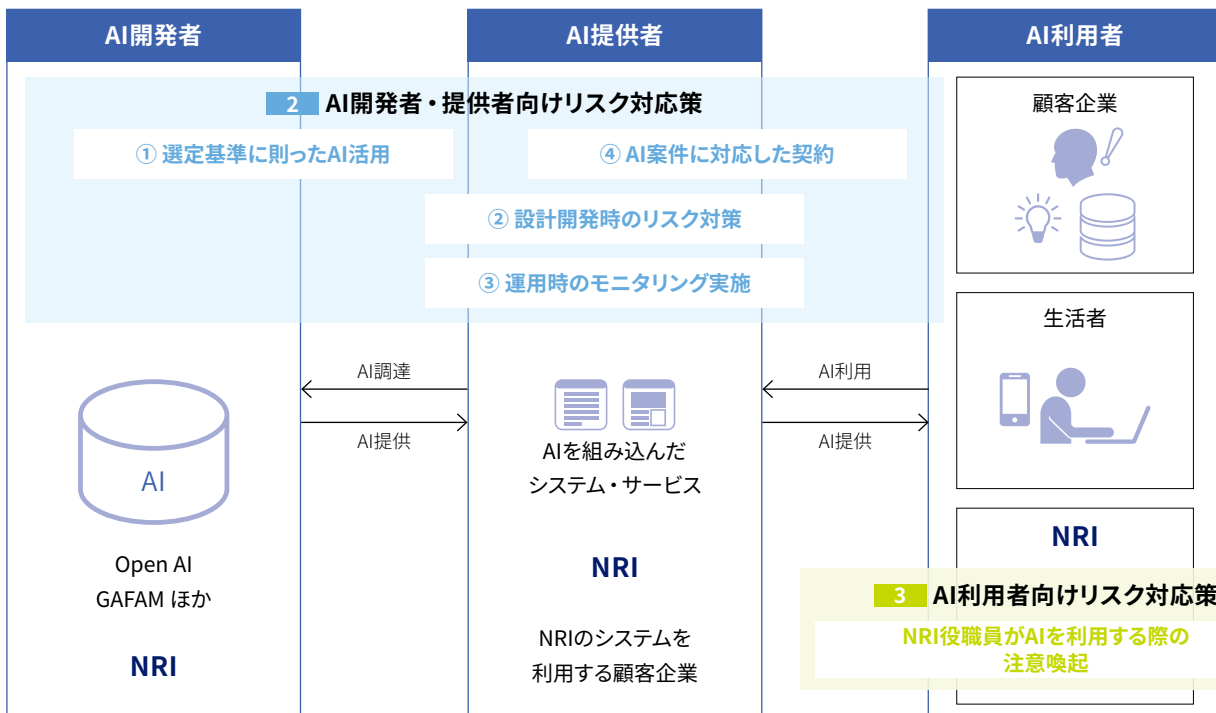 AI開発者
AI提供者
AI利用者
2 AI開発者・提供者向けリスク対応策
① 選定基準に則ったAI活用
④ AI案件に対応した契約
② 設計開発時のリスク対策
③ 運用時のモニタリング実施
顧客企業
生活者
AI調達
AI提供
AI利用
AI提供
AI
Open AI
GAFAM ほか
NRI
AIを組み込んだ
システム・サービス
NRI
NRIのシステムを
利用する顧客企業
NRI
3 AI利用者向けリスク対応策
NRI役職員がAIを利用する際の
注意喚起